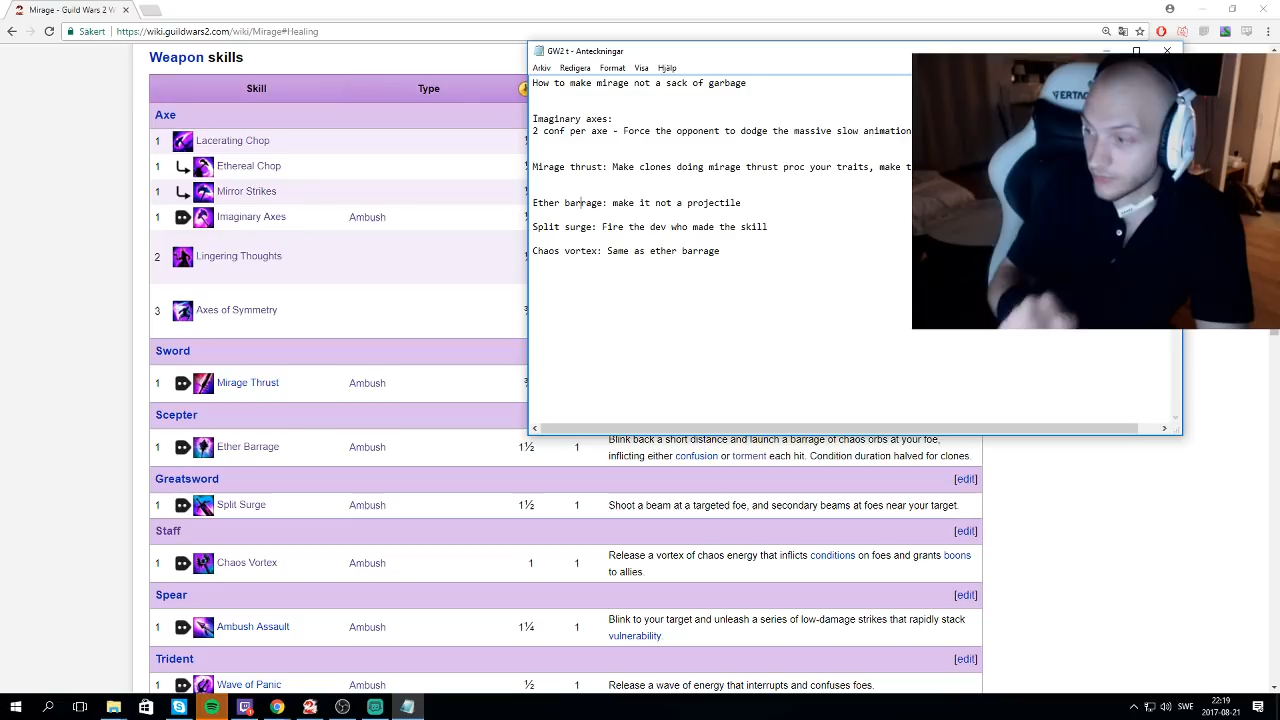 2 Mirage - Guild Wars 2 W
Säkert
https://wiki.guildwars2.com/wiki/Mirage#Healing
Weapon skills
Skill Type
Axe
1 Lacerating Chop
1 Ethereal Chop
1 Mirror Strikes
1 Imaginary Axes Ambush
2 Lingering Thoughts
3 Axes of Symmetry
Sword
1 Mirage Thrust Ambush
Scepter
1 Ether Barrage Ambush 1½ 1 Blink back a short distance and launch a barrage of chaos orbs at your foe,
inflicting either confusion or torment each hit. Condition duration halved for clones.
Greatsword [edit]
1 Split Surge Ambush 1½ 1 Shoot a beam at a targeted foe, and secondary beams at foes near your target.
Staff [edit]
1 Chaos Vortex Ambush 1 1 Release a vortex of chaos energy that inflicts conditions on foes and grants boons
to allies.
Spear [edit]
1 Ambush Assault Ambush 1¼ 1 Blink to your target and unleash a series of low-damage strikes that rapidly stack
vulnerability.
Trident [edit]
1 Wave of Panic Ambush ½ 1 Release a wave of energy that interrupts and confuses foes.
GW2 t - Anteckningar
Arkiv Redigera Format Visa Hjälp
How to make mirage not a sack of garbage
Imaginary axes:
2 conf per axe - Force the opponent to dodge the massive slow animation
Mirage thrust: Make clones doing mirage thrust proc your traits, make t
Ether barrage: make it not a projectile
Split surge: Fire the dev who made the skill
Chaos vortex: Same as ether barrage
VERTAG
SWE
22:19
2017-08-21